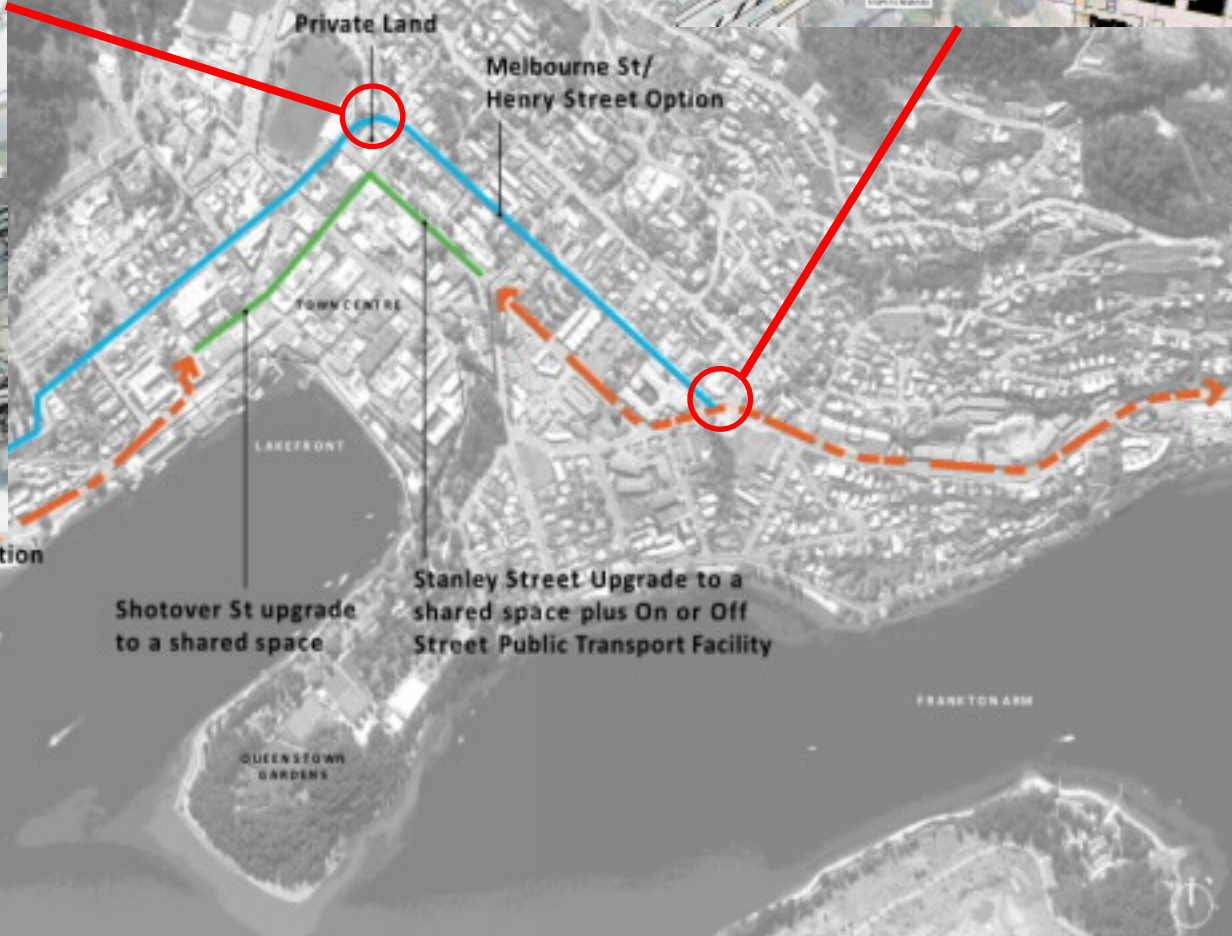 Private Land
Melbourne St/
Henry Street Option
TOWN CENTRE
LAKEFRONT
tion
Shotover St upgrade
to a shared space
Stanley Street Upgrade to a
shared space plus On or Off
Street Public Transport Facility
FRANKTON ARM
QUEENSTOWN
GARDENS